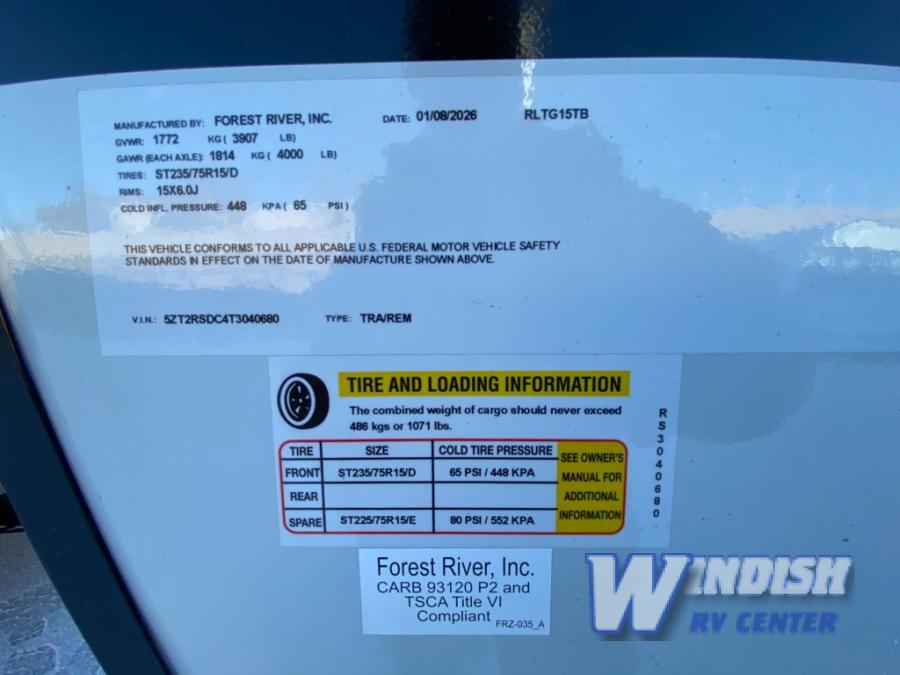 MANUFACTURED BY: FOREST RIVER, INC. DATE: 01/08/2026 RLTG15TB
GVWR: 1772 KG ( 3907 LB)
GAWR (EACH AXLE): 1814 KG ( 4000 LB)
TIRES: ST235/75R15/D
RIMS: 15X6.0J
COLD INFL. PRESSURE: 448 KPA ( 65 PSI )
THIS VEHICLE CONFORMS TO ALL APPLICABLE U.S. FEDERAL MOTOR VEHICLE SAFETY
STANDARDS IN EFFECT ON THE DATE OF MANUFACTURE SHOWN ABOVE.
V.I.N.: 5ZT2RSDC4T3040680 TYPE: TRA/REM
TIRE AND LOADING INFORMATION
The combined weight of cargo should never exceed
486 kgs or 1071 lbs.
TIRE SIZE COLD TIRE PRESSURE
FRONT ST235/75R15/D 65 PSI / 448 KPA
REAR
SPARE ST225/75R15/E 80 PSI / 552 KPA
SEE OWNER'S
MANUAL FOR
ADDITIONAL
INFORMATION
RS3040680
Forest River, Inc.
CARB 93120 P2 and
TSCA Title VI
Compliant FRZ-035_A
WINDISH
RV CENTER